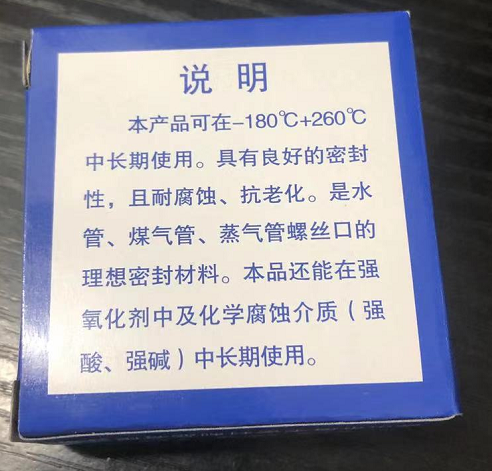 说 明
本产品可在-180℃+260℃
中长期使用。具有良好的密封
性，且耐腐蚀、抗老化。是水
管、煤气管、蒸气管螺丝口的
理想密封材料。本品还能在强
氧化剂中及化学腐蚀介质（强
酸、强碱）中长期使用。